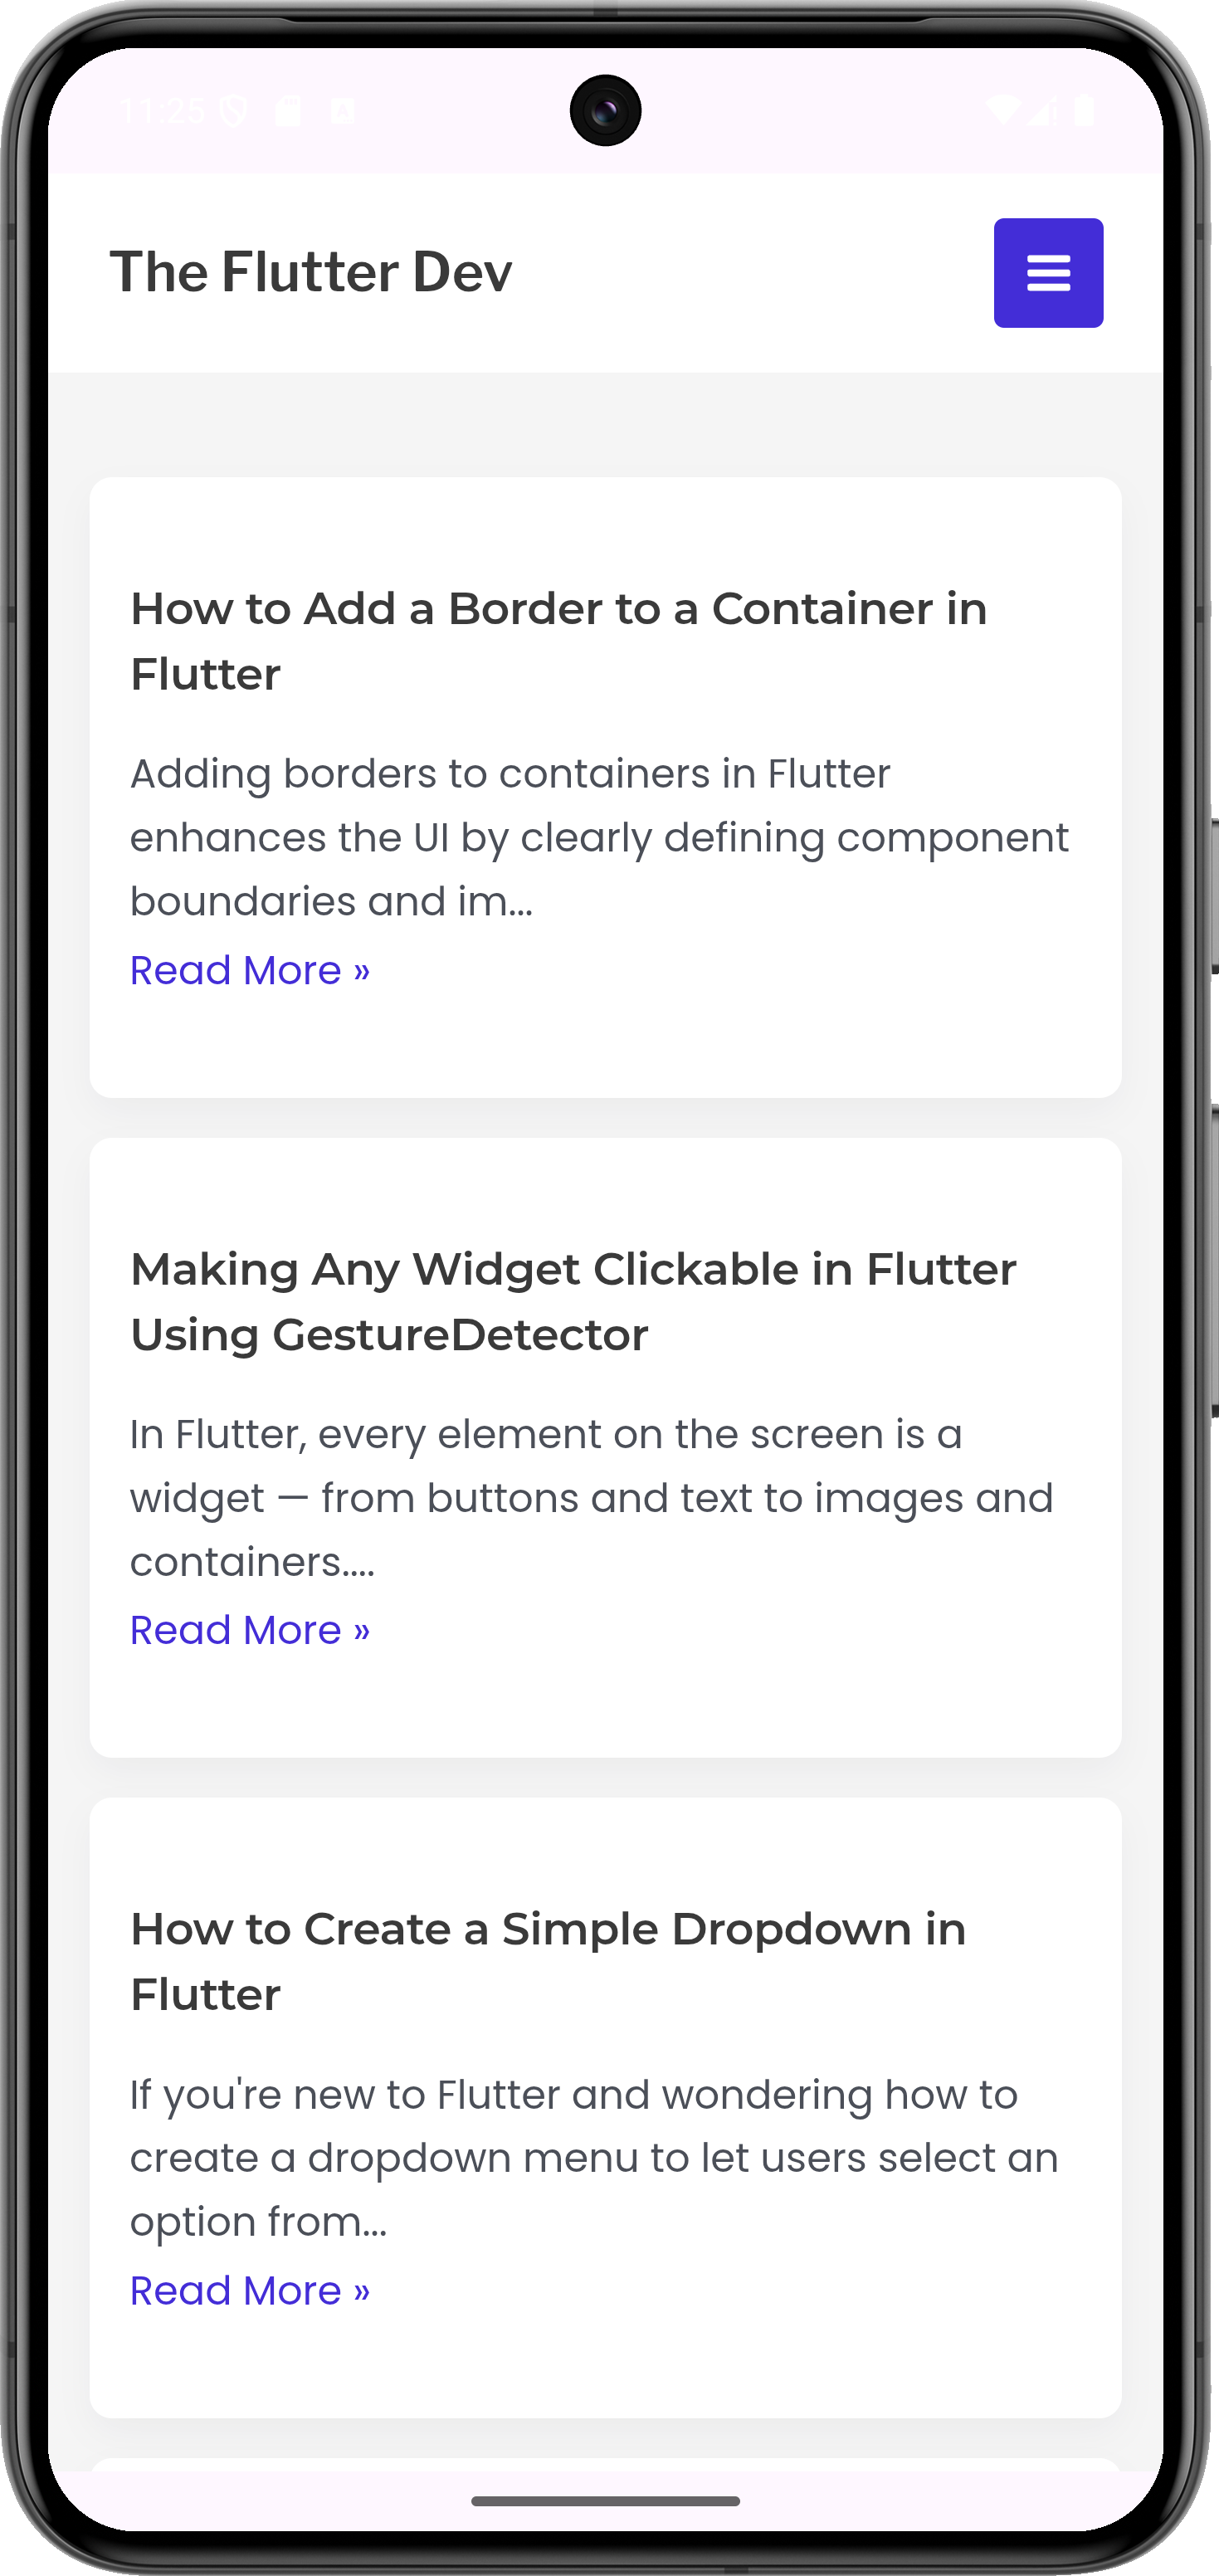 11:25
The Flutter Dev
How to Add a Border to a Container in
Flutter
Adding borders to containers in Flutter
enhances the UI by clearly defining component
boundaries and im...
Read More »
Making Any Widget Clickable in Flutter
Using GestureDetector
In Flutter, every element on the screen is a
widget — from buttons and text to images and
containers....
Read More »
How to Create a Simple Dropdown in
Flutter
If you're new to Flutter and wondering how to
create a dropdown menu to let users select an
option from...
Read More »